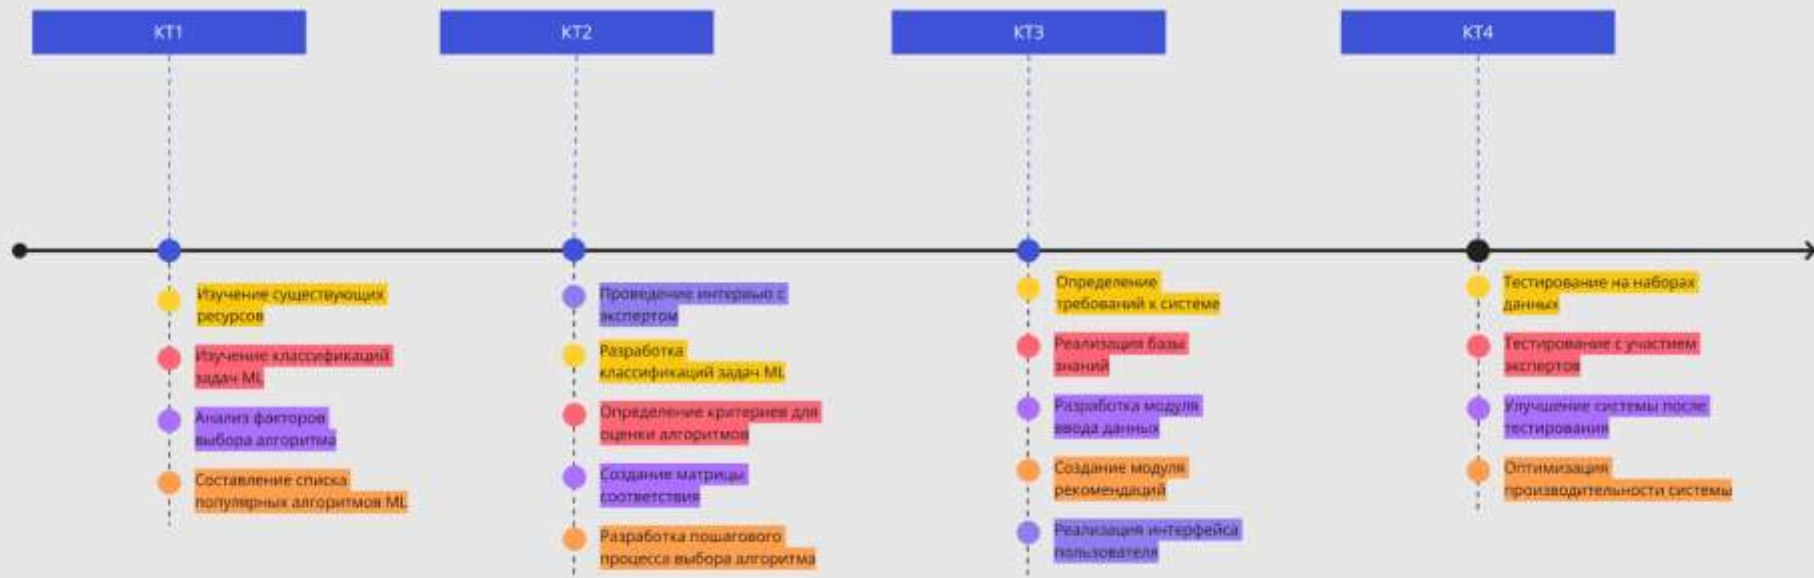 КТ1
Изучение существующих
ресурсов
Изучение классификаций
задач ML
Анализ факторов
выбора алгоритма
Составление списка
популярных алгоритмов ML
КТ2
Проведение интервью с
экспертом
Разработка
классификаций задач ML
Определение критериев для
оценки алгоритмов
Создание матрицы
соответствия
Разработка пошагового
процесса выбора алгоритма
КТ3
Определение
требований к системе
Реализация базы
знаний
Разработка модуля
ввода данных
Создание модуля
рекомендаций
Реализация интерфейса
пользователя
КТ4
Тестирование на наборах
данных
Тестирование с участием
экспертов
Улучшение системы после
тестирования
Оптимизация
производительности системы